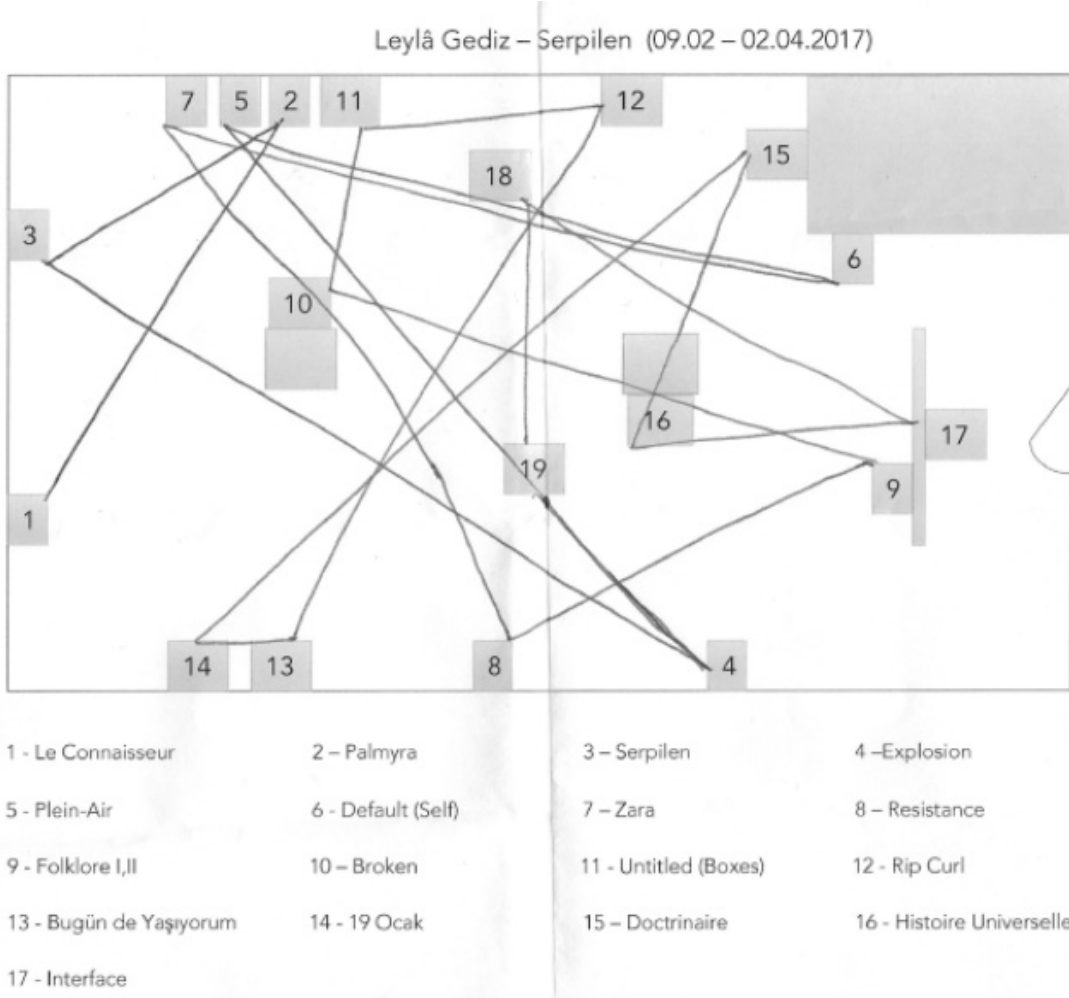 Leylâ Gediz – Serpilen (09.02 – 02.04.2017)
7 5 2 11 12
15
18
3
6
10
16
17
19
9
1
14 13 8 4
1 - Le Connaisseur 2 – Palmyra 3 – Serpilen 4 –Explosion
5 - Plein-Air 6 - Default (Self) 7 – Zara 8 – Resistance
9 - Folklore I,II 10 – Broken 11 - Untitled (Boxes) 12 - Rip Curl
13 - Bugün de Yaşıyorum 14 - 19 Ocak 15 – Doctrinaire 16 - Histoire Universelle
17 - Interface